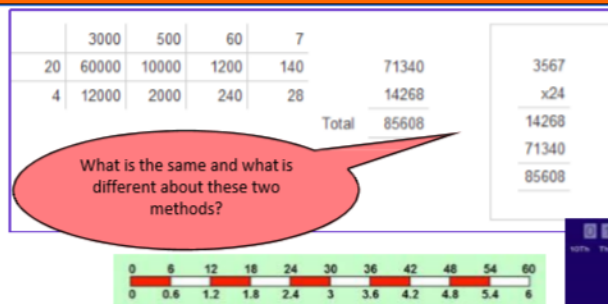 3000 500 60 7
20 60000 10000 1200 140 71340
4 12000 2000 240 28 14268
Total 85608
3567
x24
14268
71340
85608
What is the same and what is
different about these two
methods?
0 6 12 18 24 30 36 42 48 54 60
0 0.6 1.2 1.8 2.4 3 3.6 4.2 4.8 5.4 6